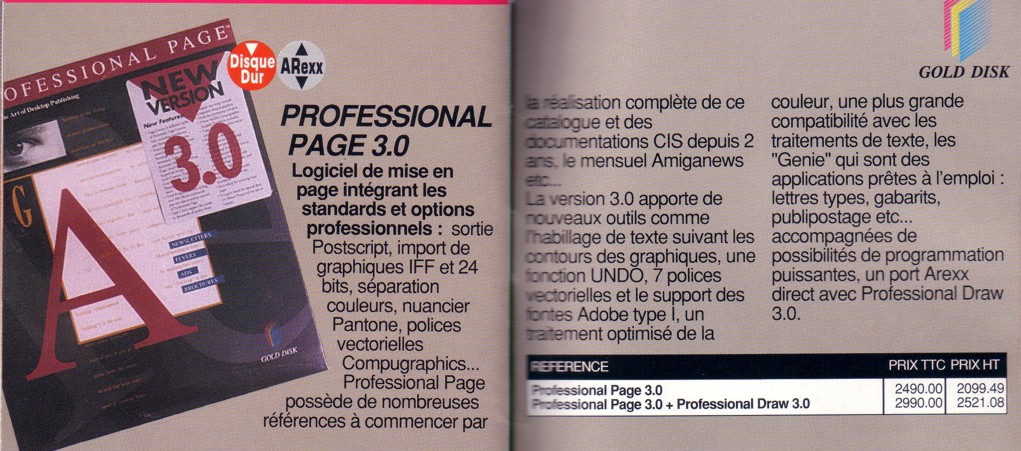 OFESSIONAL PAGE™
The Art of Desktop Publishing
NEW
VERSION
New Features
3.0
G
A
NEWSLETTERS
FLYERS
ADS
BROCHURES
GOLD DISK
Disque
Dur
ARexx
PROFESSIONAL
PAGE 3.0
Logiciel de mise en
page intégrant les
standards et options
professionnels : sortie
Postscript, import de
graphiques IFF et 24
bits, séparation
couleurs, nuancier
Pantone, polices
vectorielles
Compugraphics...
Professional Page
possède de nombreuses
références à commencer par
la réalisation complète de ce
catalogue et des
documentations CIS depuis 2
ans, le mensuel Amiganews
etc...
La version 3.0 apporte de
nouveaux outils comme
l'habillage de texte suivant les
contours des graphiques, une
fonction UNDO, 7 polices
vectorielles et le support des
fontes Adobe type I, un
traitement optimisé de la
GOLD DISK
couleur, une plus grande
compatibilité avec les
traitements de texte, les
"Genie" qui sont des
applications prêtes à l'emploi :
lettres types, gabarits,
publipostage etc...
accompagnées de
possibilités de programmation
puissantes, un port Arexx
direct avec Professional Draw
3.0.
REFERENCE PRIX TTC PRIX HT
Professional Page 3.0 2490.00 2099.49
Professional Page 3.0 + Professional Draw 3.0 2990.00 2521.08